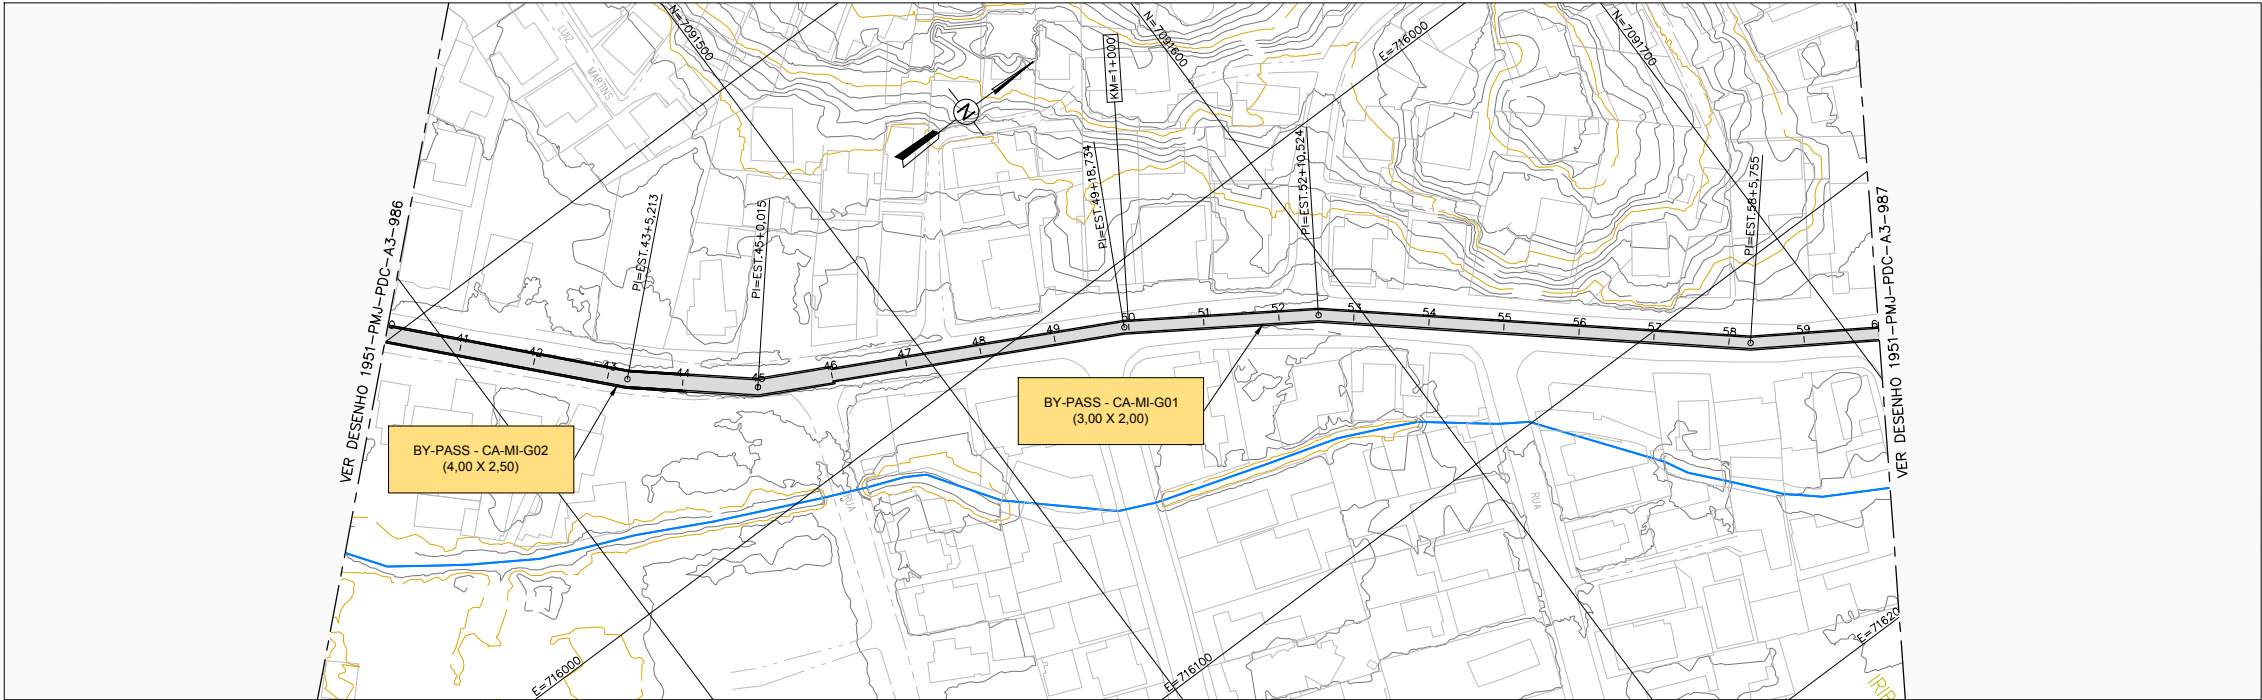 LUIZ
MARTINS
N=7091500
N=7091600
E=716000
N=7091700
KM=1+000
N
VER DESENHO 1951-PMJ-PDC-A3-986
PI=EST.43+5,213
PI=EST.45+0,015
PI=EST.49+18,734
PI=EST.52+10,524
PI=EST.58+5,755
VER DESENHO 1951-PMJ-PDC-A3-987
41
42
43
44
45
46
47
48
49
50
51
52
53
54
55
56
57
58
59
BY-PASS - CA-MI-G01
(3,00 X 2,00)
BY-PASS - CA-MI-G02
(4,00 X 2,50)
RUA
RUA
E=716000
E=716100
E=71620
IRIR